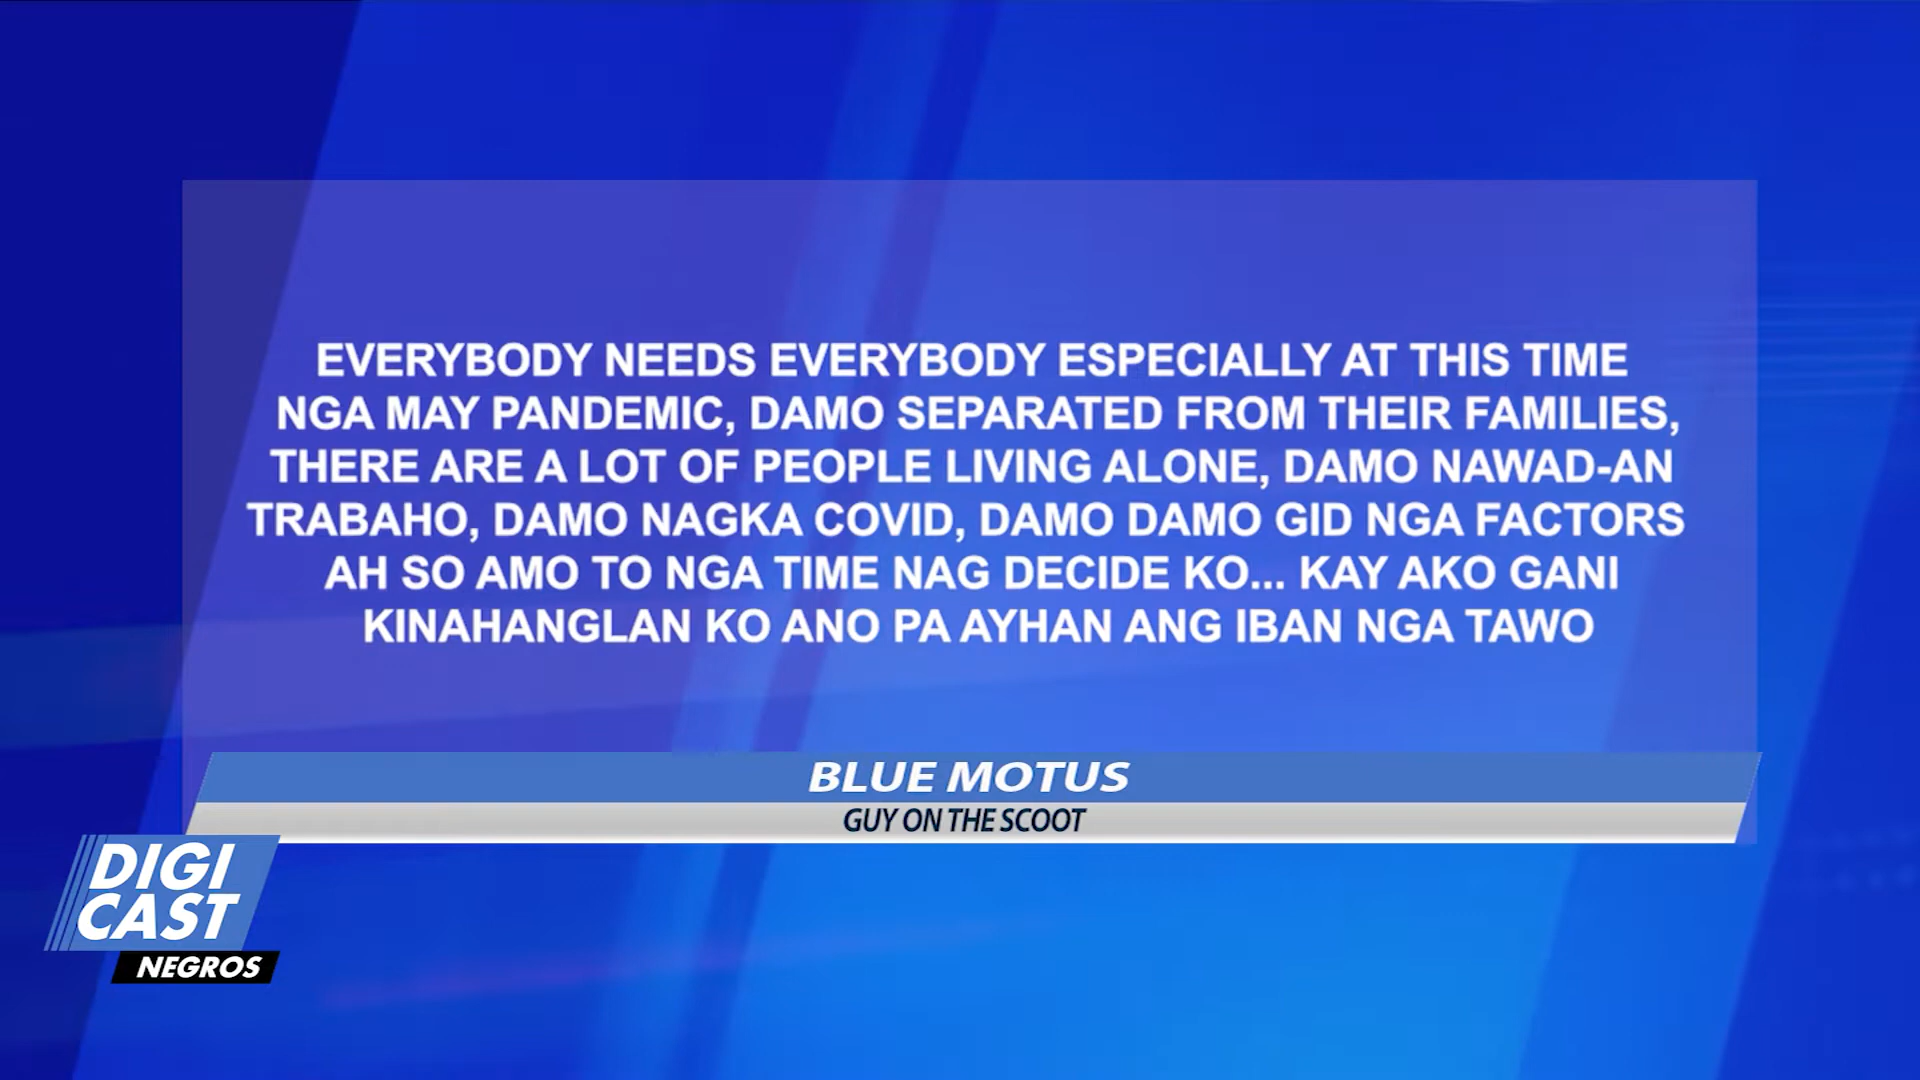 EVERYBODY NEEDS EVERYBODY ESPECIALLY AT THIS TIME
NGA MAY PANDEMIC, DAMO SEPARATED FROM THEIR FAMILIES,
THERE ARE A LOT OF PEOPLE LIVING ALONE, DAMO NAWAD-AN
TRABAHO, DAMO NAGKA COVID, DAMO DAMO GID NGA FACTORS
AH SO AMO TO NGA TIME NAG DECIDE KO... KAY AKO GANI
KINAHANGLAN KO ANO PA AYHAN ANG IBAN NGA TAWO
BLUE MOTUS
GUY ON THE SCOOT
DIGI
CAST
NEGROS